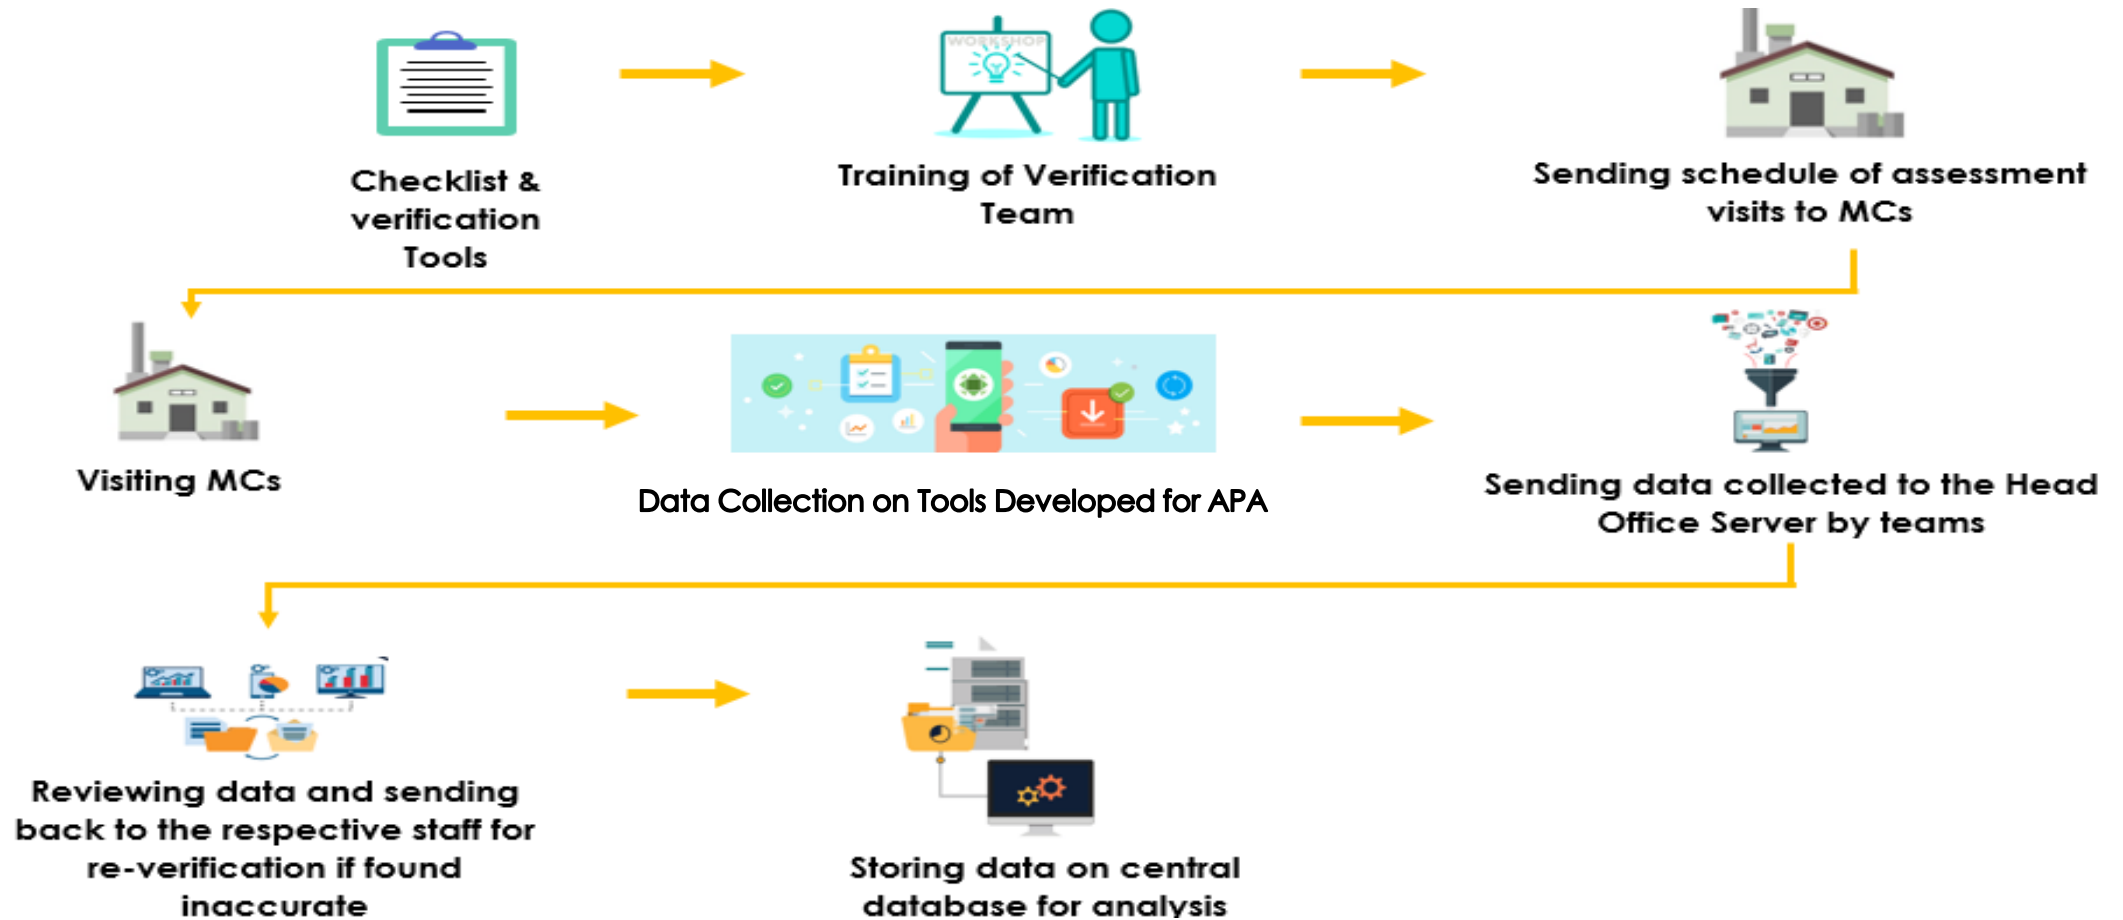 WORKSHOP
Checklist &
verification
Tools
Training of Verification
Team
Sending schedule of assessment
visits to MCs
Visiting MCs
Data Collection on Tools Developed for APA
Sending data collected to the Head
Office Server by teams
Reviewing data and sending
back to the respective staff for
re-verification if found
inaccurate
Storing data on central
database for analysis